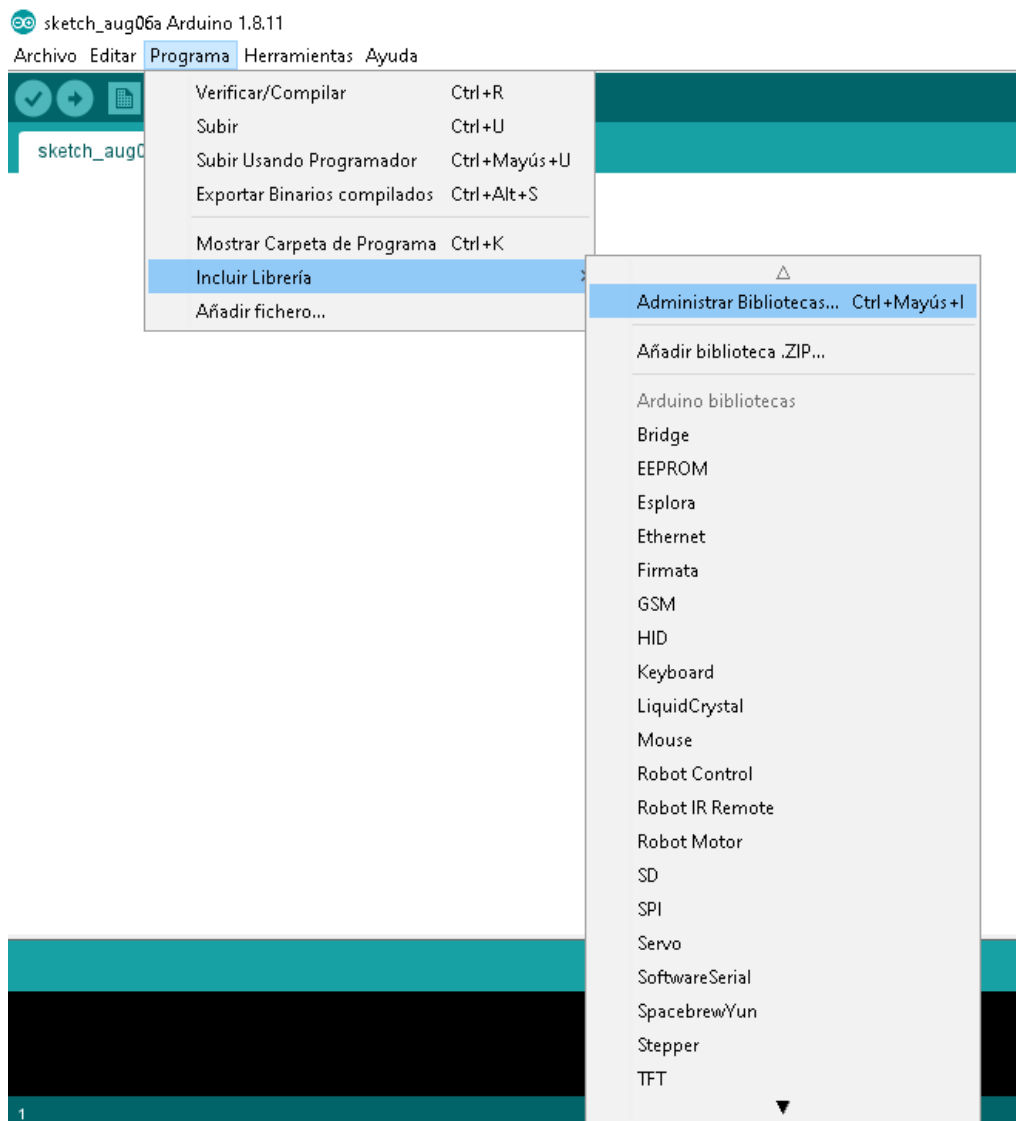 sketch_aug06a Arduino 1.8.11
Archivo Editar Programa Herramientas Ayuda
sketch_aug0
Verificar/Compilar Ctrl+R
Subir Ctrl+U
Subir Usando Programador Ctrl+Mayús+U
Exportar Binarios compilados Ctrl+Alt+S
Mostrar Carpeta de Programa Ctrl+K
Incluir Librería
Añadir fichero...
Administrar Bibliotecas... Ctrl+Mayús+I
Añadir biblioteca .ZIP...
Arduino bibliotecas
Bridge
EEPROM
Esplora
Ethernet
Firmata
GSM
HID
Keyboard
LiquidCrystal
Mouse
Robot Control
Robot IR Remote
Robot Motor
SD
SPI
Servo
SoftwareSerial
SpacebrewYun
Stepper
TFT
1